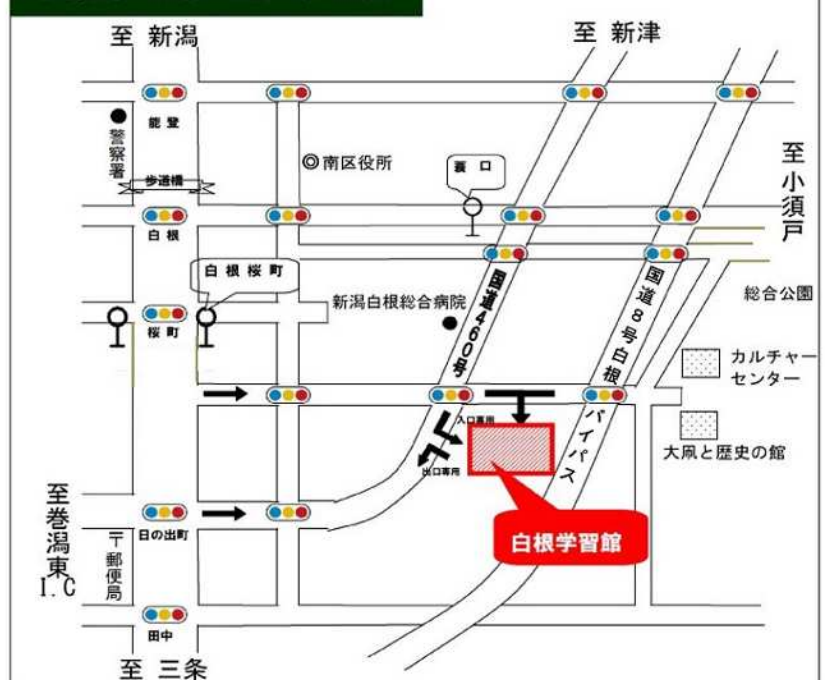 至 新潟
至 新津
能登
警察署
歩道橋
南区役所
蓑 口
至小須戸
白根
白根桜町
国道460号
国道8号白根バイパス
総合公園
新潟白根総合病院
桜町
カルチャー
センター
入口専用
大凧と歴史の館
出口専用
至巻潟東I.C
白根学習館
日の出町
〒郵便局
田中
至 三条